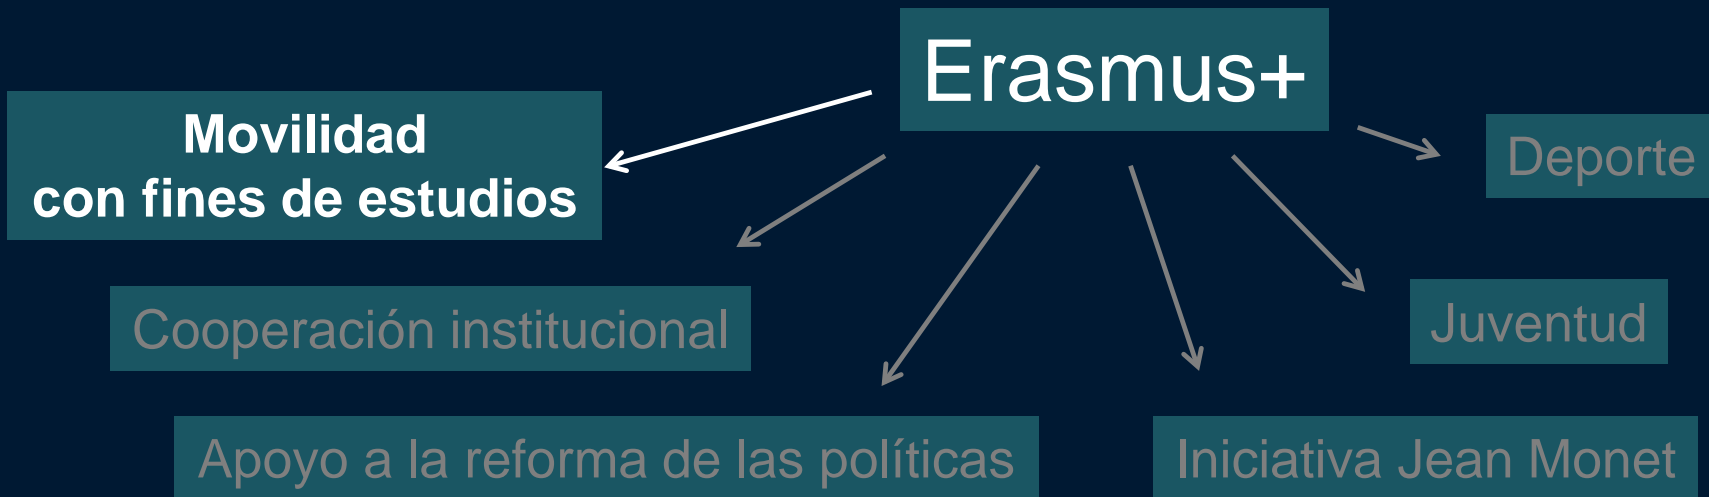 Erasmus+
Movilidad
con fines de estudios
Deporte
Cooperación institucional
Juventud
Apoyo a la reforma de las políticas
Iniciativa Jean Monet